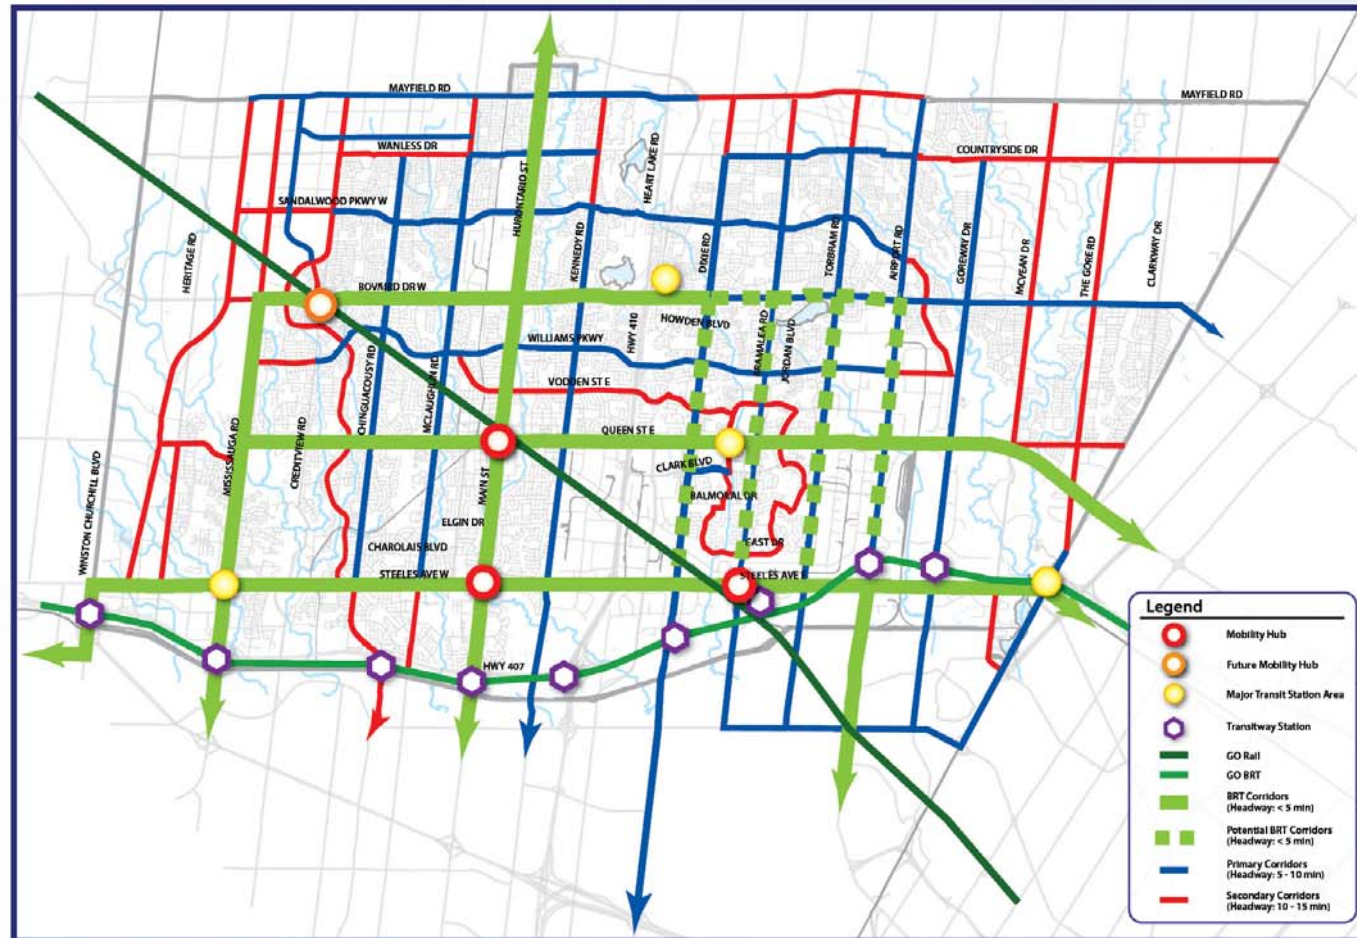 MAYFIELD RD
MAYFIELD RD
WANLESS DR
COUNTRYSIDE DR
HURONTARIO ST
HEART LAKE RD
SANDALWOOD PKWY W
HERITAGE RD
KENNEDY RD
DIXIE RD
TORBRAM RD
AIRPORT RD
GOREWAY DR
MCVEAN DR
THE GORE RD
CLARKWAY DR
BOVAIRD DR W
HOWDEN BLVD
HWY 410
WILLIAMS PKWY
BRAMALEA RD
JORDAN BLVD
CHINGUACOUSY RD
MCLAUGHLIN RD
VODDEN ST E
QUEEN ST E
MISSISSAUGA RD
CREDITVIEW RD
WINSTON CHURCHILL BLVD
MAIN ST
CLARK BLVD
BALMORAL DR
ELGIN DR
EAST DR
CHAROLAIS BLVD
STEELES AVE W
STEELES AVE E
HWY 407
Legend
Mobility Hub
Future Mobility Hub
Major Transit Station Area
Transitway Station
GO Rail
GO BRT
BRT Corridors
(Headway: < 5 min)
Potential BRT Corridors
(Headway: < 5 min)
Primary Corridors
(Headway: 5 - 10 min)
Secondary Corridors
(Headway: 10 - 15 min)